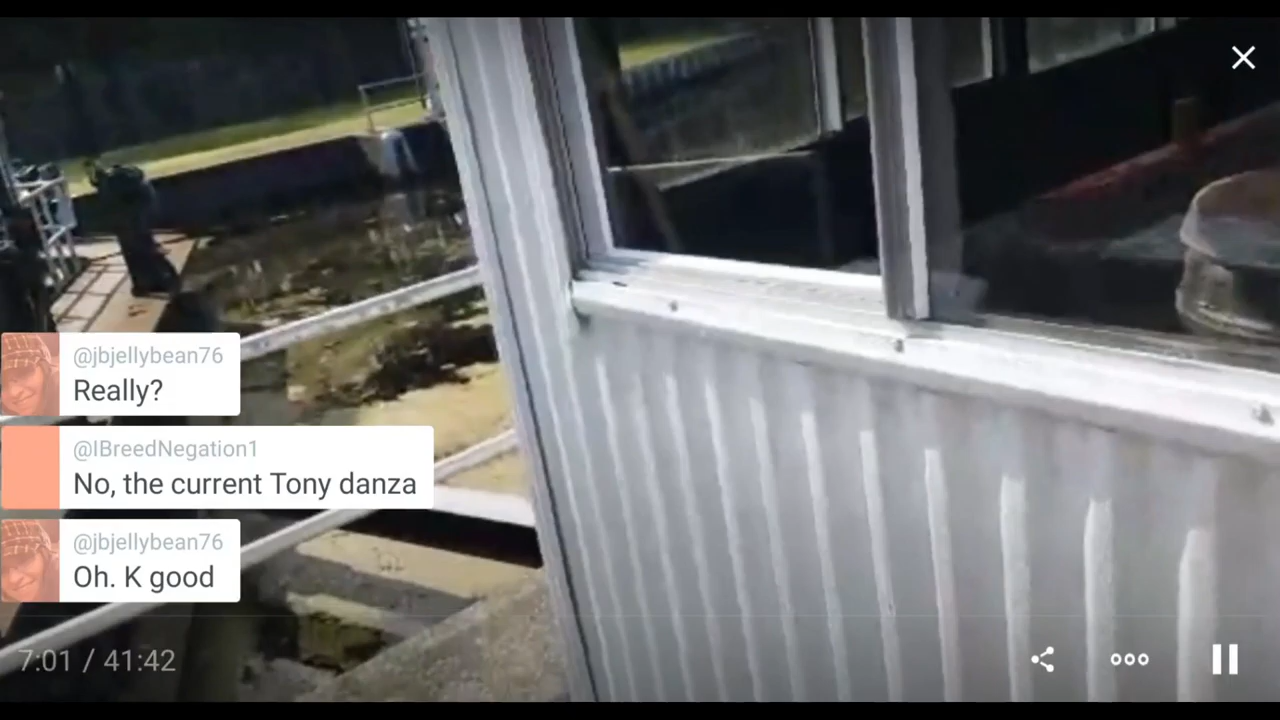 @jbjellybean76
Really?
@IBreedNegation1
No, the current Tony danza
@jbjellybean76
Oh. K good
7:01 / 41:42